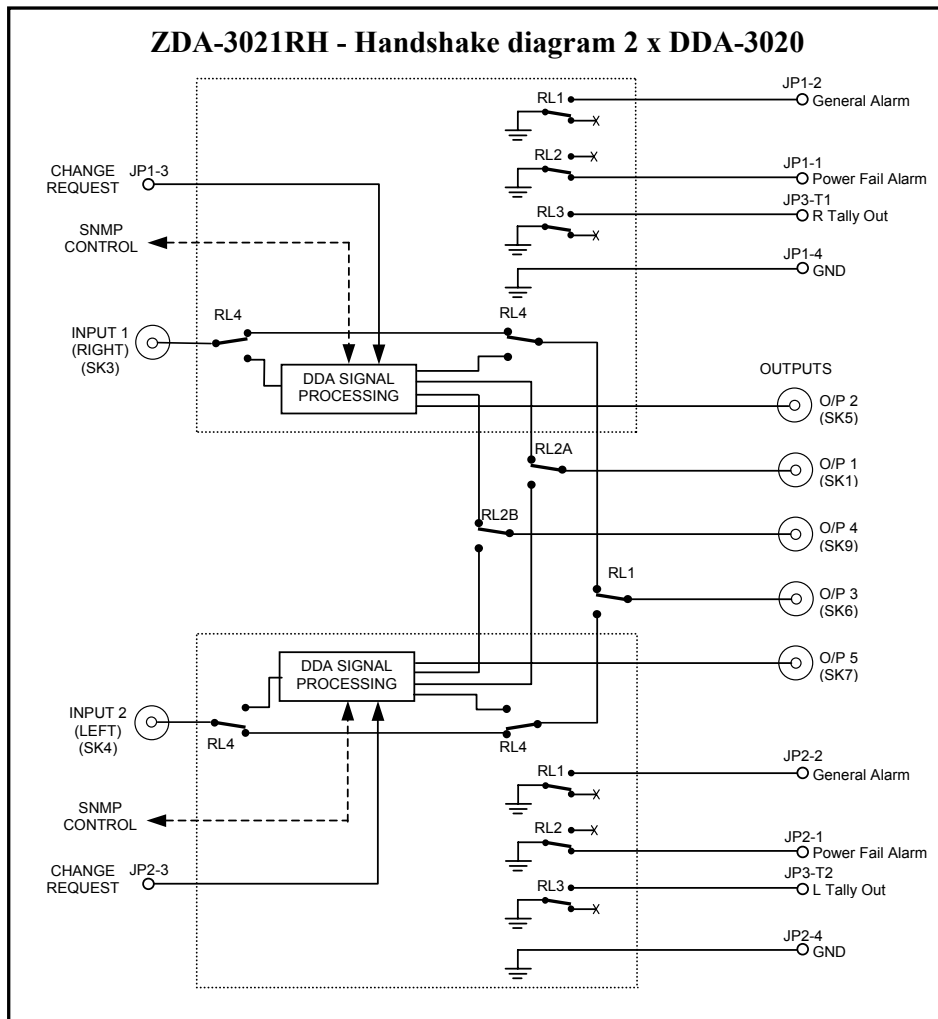 ZDA-3021RH - Handshake diagram 2 x DDA-3020
JP1-2
RL1
General Alarm
RL2
JP1-1
Power Fail Alarm
CHANGE
REQUEST
JP1-3
JP3-T1
RL3
R Tally Out
SNMP
CONTROL
JP1-4
GND
RL4
RL4
INPUT 1
(RIGHT)
(SK3)
DDA SIGNAL
PROCESSING
OUTPUTS
O/P 2
(SK5)
RL2A
O/P 1
(SK1)
RL2B
O/P 4
(SK9)
RL1
O/P 3
(SK6)
DDA SIGNAL
PROCESSING
O/P 5
(SK7)
INPUT 2
(LEFT)
(SK4)
RL4
RL4
JP2-2
RL1
General Alarm
SNMP
CONTROL
RL2
JP2-1
Power Fail Alarm
CHANGE
REQUEST
JP2-3
JP3-T2
RL3
L Tally Out
JP2-4
GND